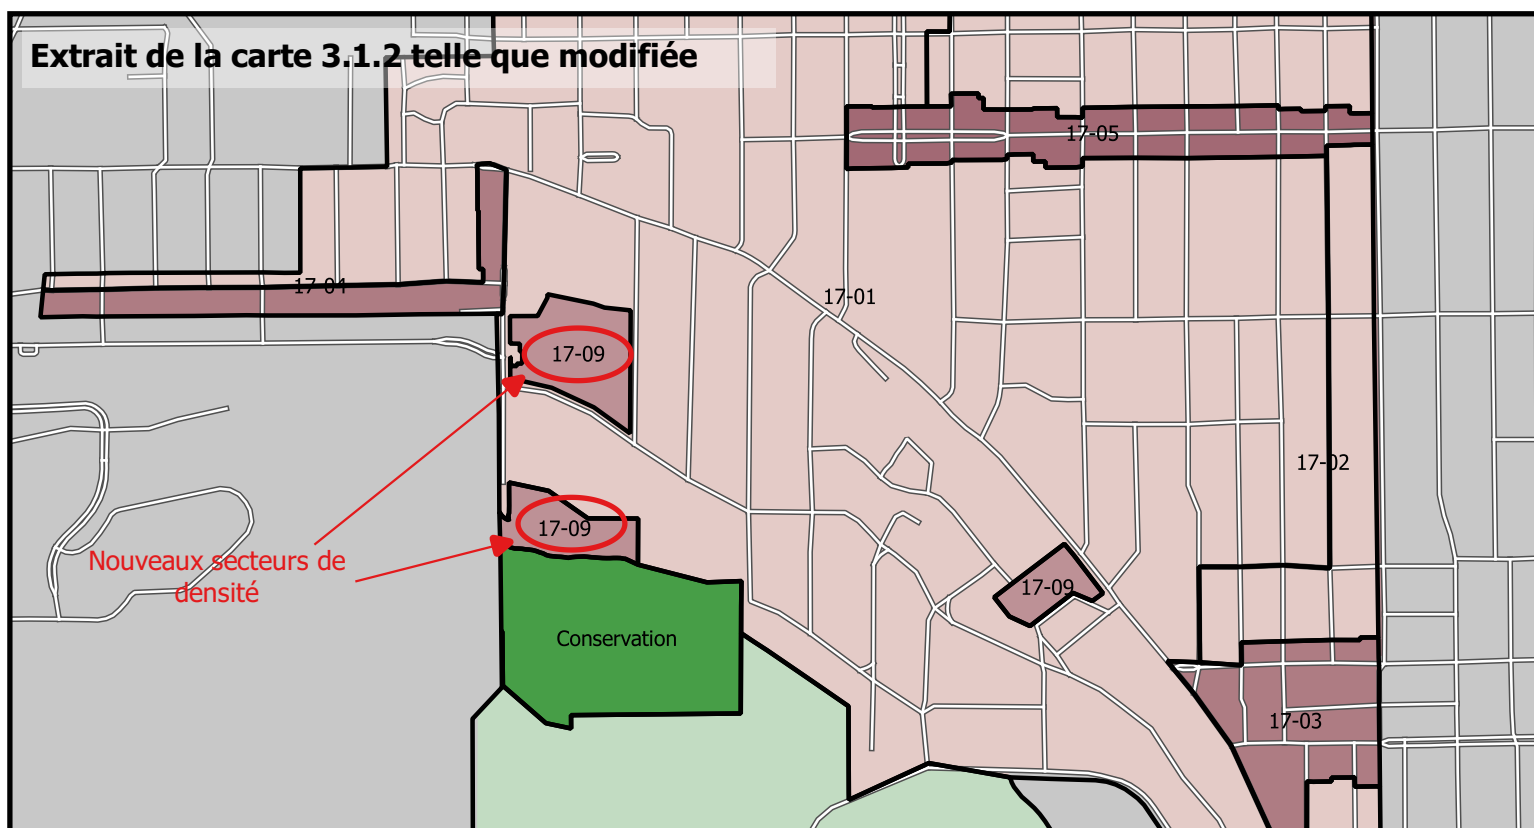 Extrait de la carte 3.1.2 telle que modifiée
17-05
17-04
17-01
17-09
17-02
17-09
Nouveaux secteurs de
densité
17-09
Conservation
17-03